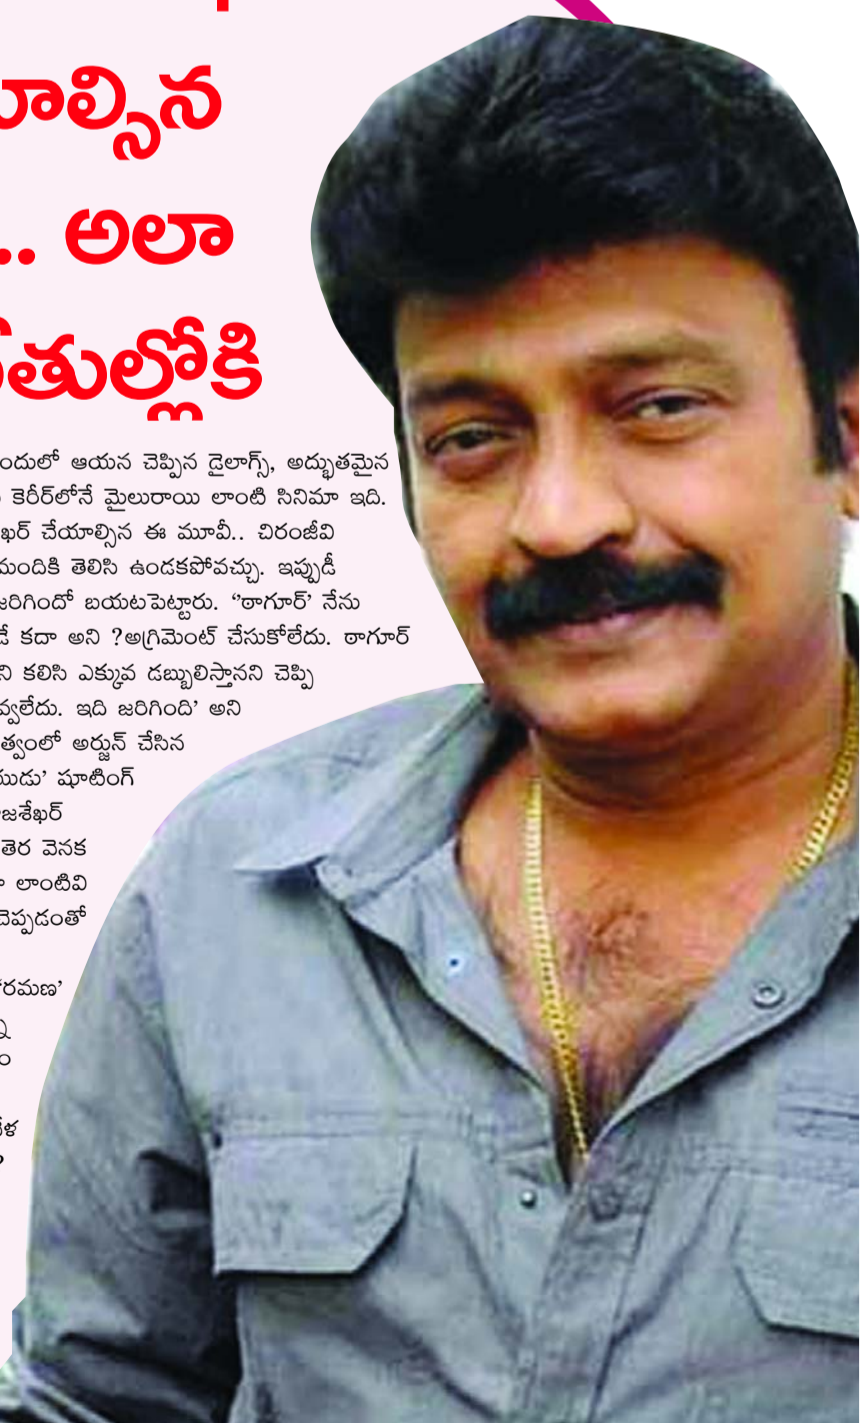 ాల్సిన
.. అలా
తుల్లోకి
ందులో ఆయన చెప్పిన డైలాగ్స్, అద్భుతమైన
కెరీర్‌లోనే మైలురాయి లాంటి సినిమా ఇది.
ఖర్ చేయాల్సిన ఈ మూవీ.. చిరంజీవి
మందికి తెలిసి ఉండకపోవచ్చు. ఇప్పుడీ
జరిగిందో బయటపెట్టారు. ‘‘ఠాగూర్’ నేను
డే కదా అని ?అగ్రిమెంట్ చేసుకోలేదు. ఠాగూర్
ని కలిసి ఎక్కువ డబ్బులిస్తానని చెప్పి
వ్వలేదు. ఇది జరిగింది’ అని
త్వంలో అర్జున్ చేసిన
యుడు’ షూటింగ్
జశేఖర్
తెర వెనక
లాంటివి
చెప్పడంతో
‘రమణ’
న్ని
ం
ేళ